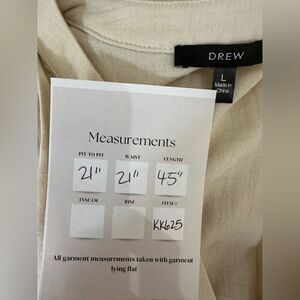 DREW
L
Made in
China
Measurements
PIT TO PIT WAIST LENGTH
21" 21" 45"
INSEAM RISE ITEM #
KK625
All garment measurements taken with garment
lying flat